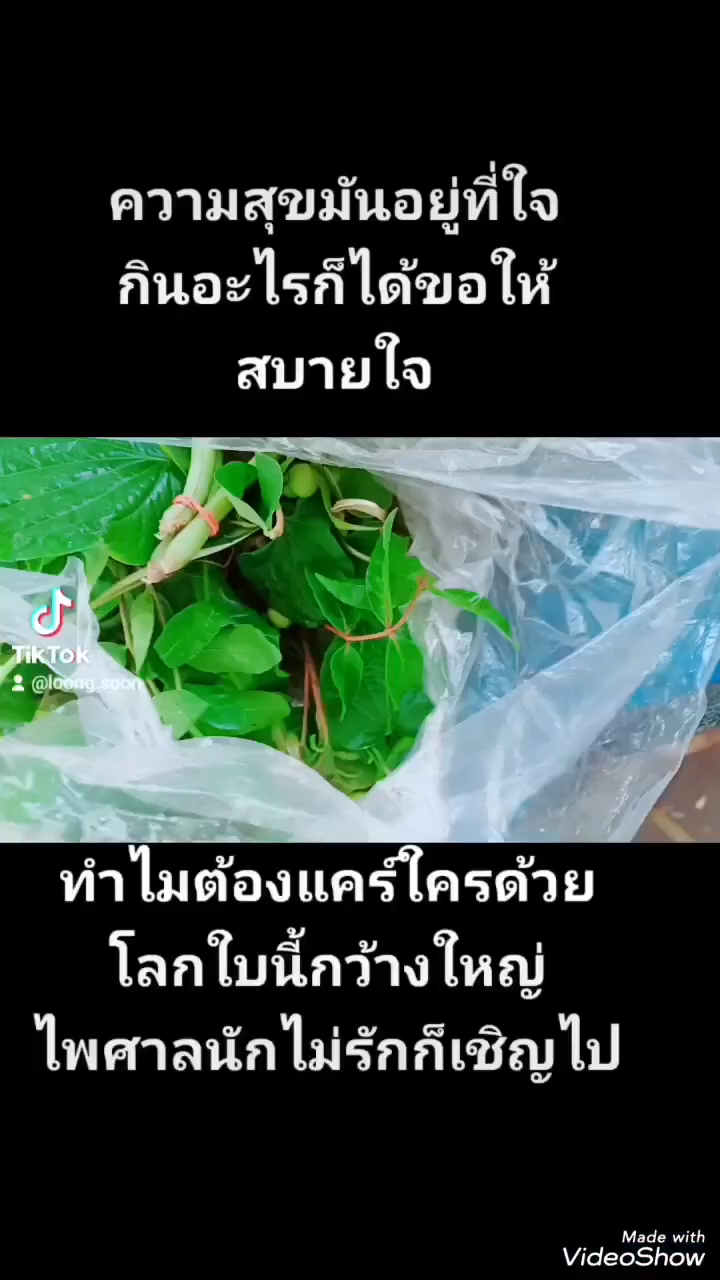 ความสุขมันอยู่ที่ใจ
กินอะไรก็ได้ขอให้
สบายใจ
TikTok
@loong.soon
ทำไมต้องแคร์ใครด้วย
โลกใบนี้กว้างใหญ่
ไพศาลนักไม่รักก็เชิญไป
Made with
VideoShow